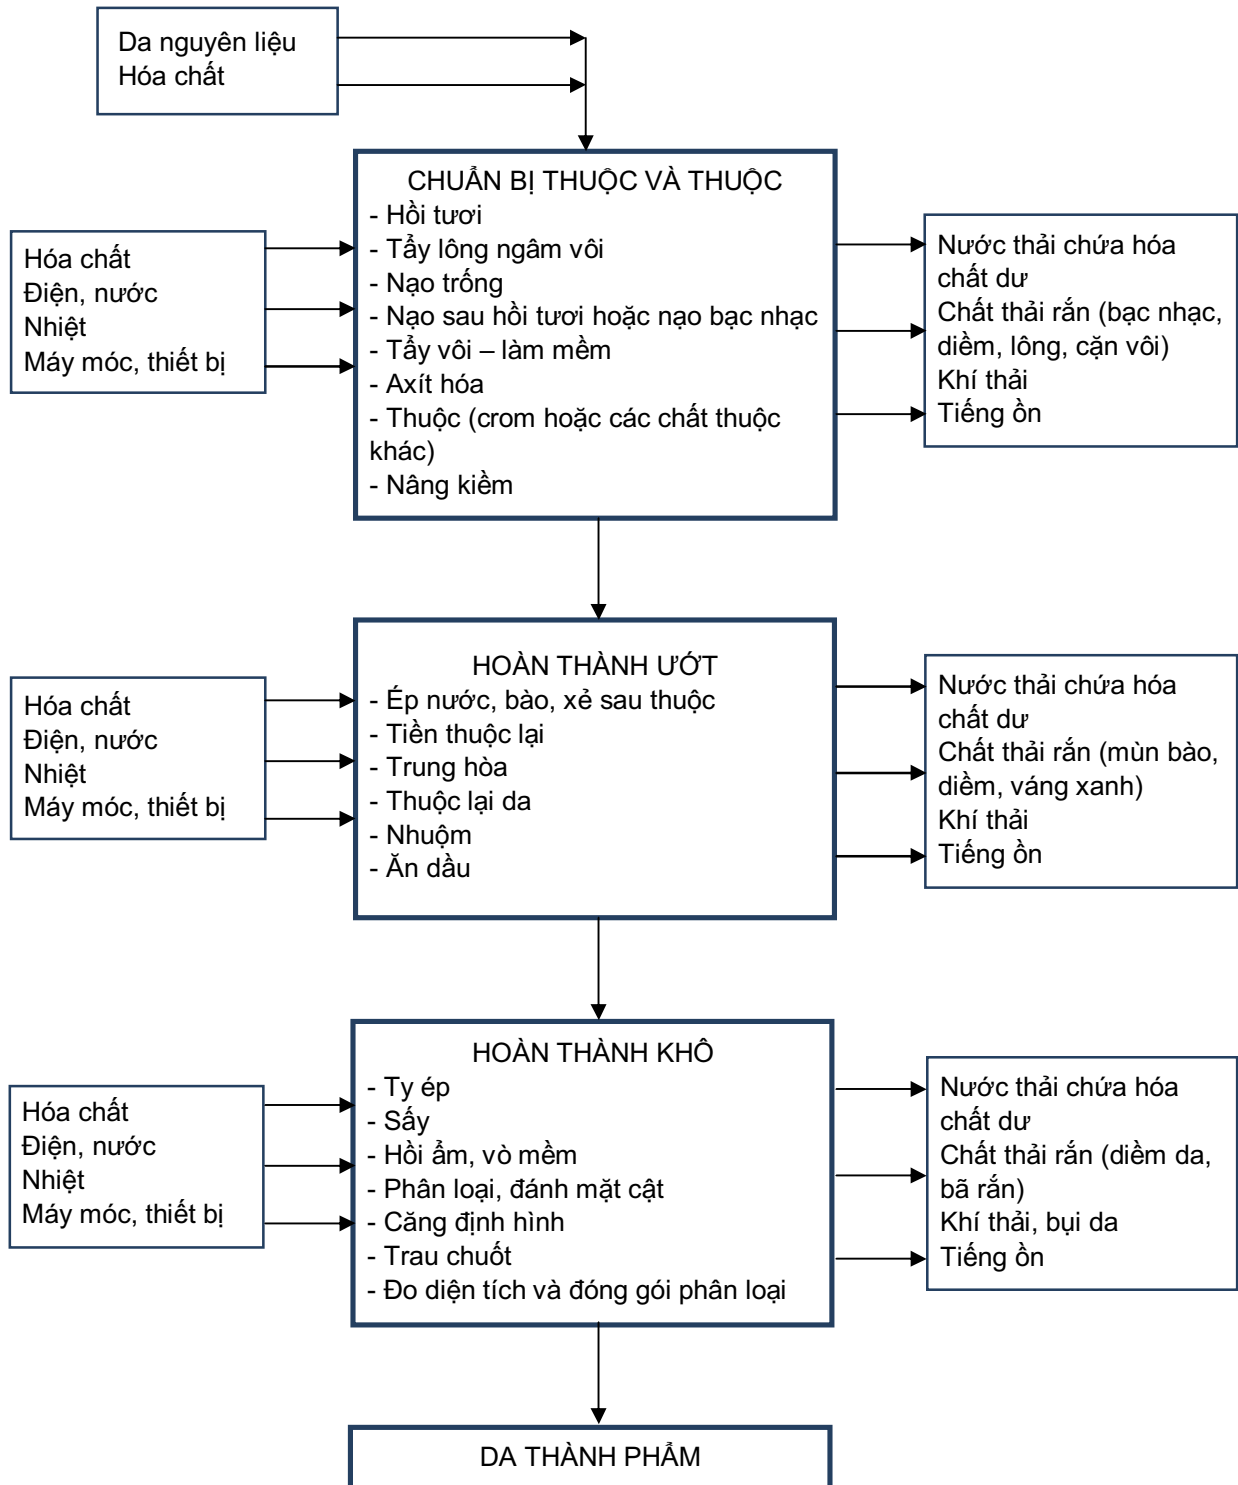 Da nguyên liệu
Hóa chất
CHUẨN BỊ THUỘC VÀ THUỘC
- Hồi tươi
- Tẩy lông ngâm vôi
- Nạo trống
- Nạo sau hồi tươi hoặc nạo bạc nhạc
- Tẩy vôi – làm mềm
- Axít hóa
- Thuộc (crom hoặc các chất thuộc
khác)
- Nâng kiềm
Hóa chất
Điện, nước
Nhiệt
Máy móc, thiết bị
Nước thải chứa hóa
chất dư
Chất thải rắn (bạc nhạc,
diềm, lông, cặn vôi)
Khí thải
Tiếng ồn
HOÀN THÀNH ƯỚT
- Ép nước, bào, xẻ sau thuộc
- Tiền thuộc lại
- Trung hòa
- Thuộc lại da
- Nhuộm
- Ăn dầu
Hóa chất
Điện, nước
Nhiệt
Máy móc, thiết bị
Nước thải chứa hóa
chất dư
Chất thải rắn (mùn bào,
diềm, váng xanh)
Khí thải
Tiếng ồn
HOÀN THÀNH KHÔ
- Ty ép
- Sấy
- Hồi ẩm, vò mềm
- Phân loại, đánh mặt cật
- Căng định hình
- Trau chuốt
- Đo diện tích và đóng gói phân loại
Hóa chất
Điện, nước
Nhiệt
Máy móc, thiết bị
Nước thải chứa hóa
chất dư
Chất thải rắn (diềm da,
bã rắn)
Khí thải, bụi da
Tiếng ồn
DA THÀNH PHẨM